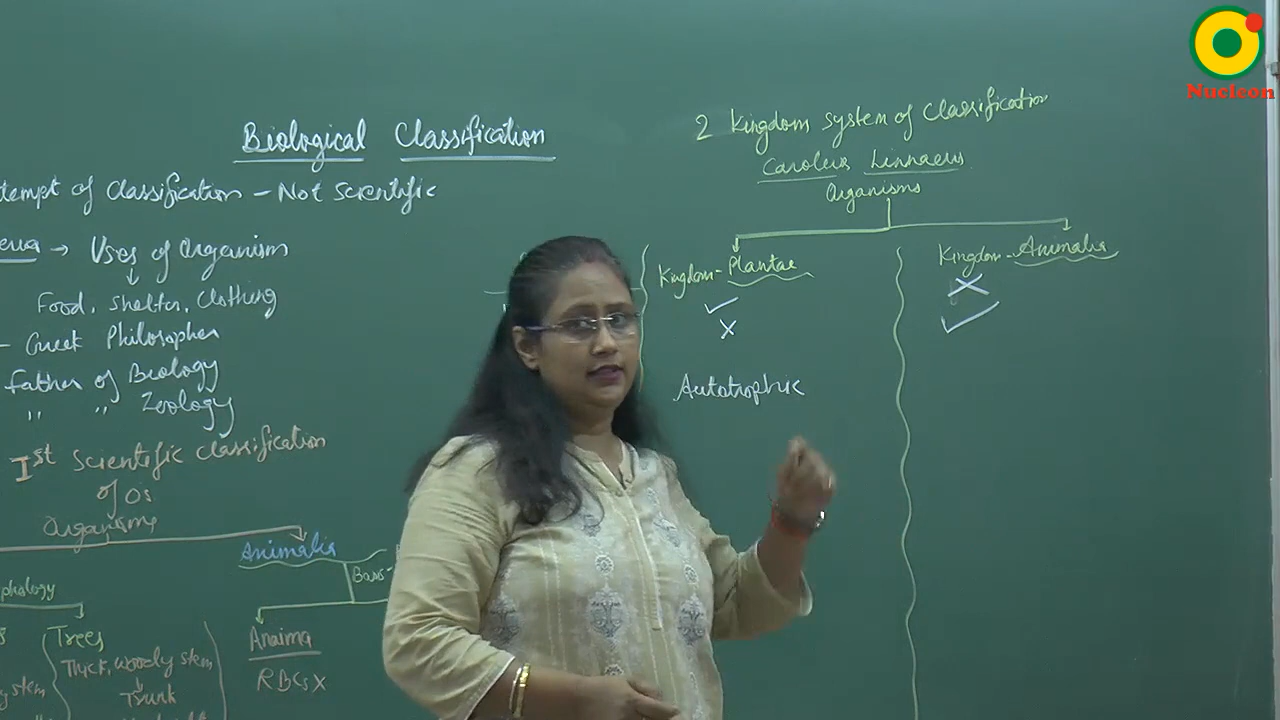 Nucleon
Biological Classification
tempt of Classification - Not Scientific
→ Uses of Organism
↓
Food, Shelter, Clothing
- Greek Philosopher
Father of Biology
" " Zoology
Ist Scientific classification
of Os
Organisms
Animalia
phology
Basis-
Trees
Thick, woody stem
↓
Trunk
y stem
Anaima
RBCs X
2 Kingdom System of Classification
Carolus Linnaeus
Organisms
Kingdom- Plantae
✓
X
Autotrophic
Kingdom- Animalia
X
✓